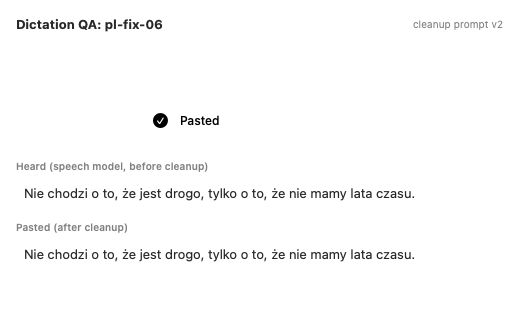 Dictation QA: pl-fix-06
cleanup prompt v2
Pasted
Heard (speech model, before cleanup)
Nie chodzi o to, że jest drogo, tylko o to, że nie mamy lata czasu.
Pasted (after cleanup)
Nie chodzi o to, że jest drogo, tylko o to, że nie mamy lata czasu.